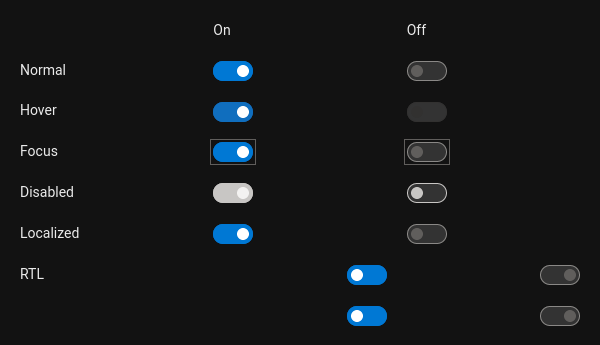 On Off
Normal
Hover
Focus
Disabled
Localized
RTL